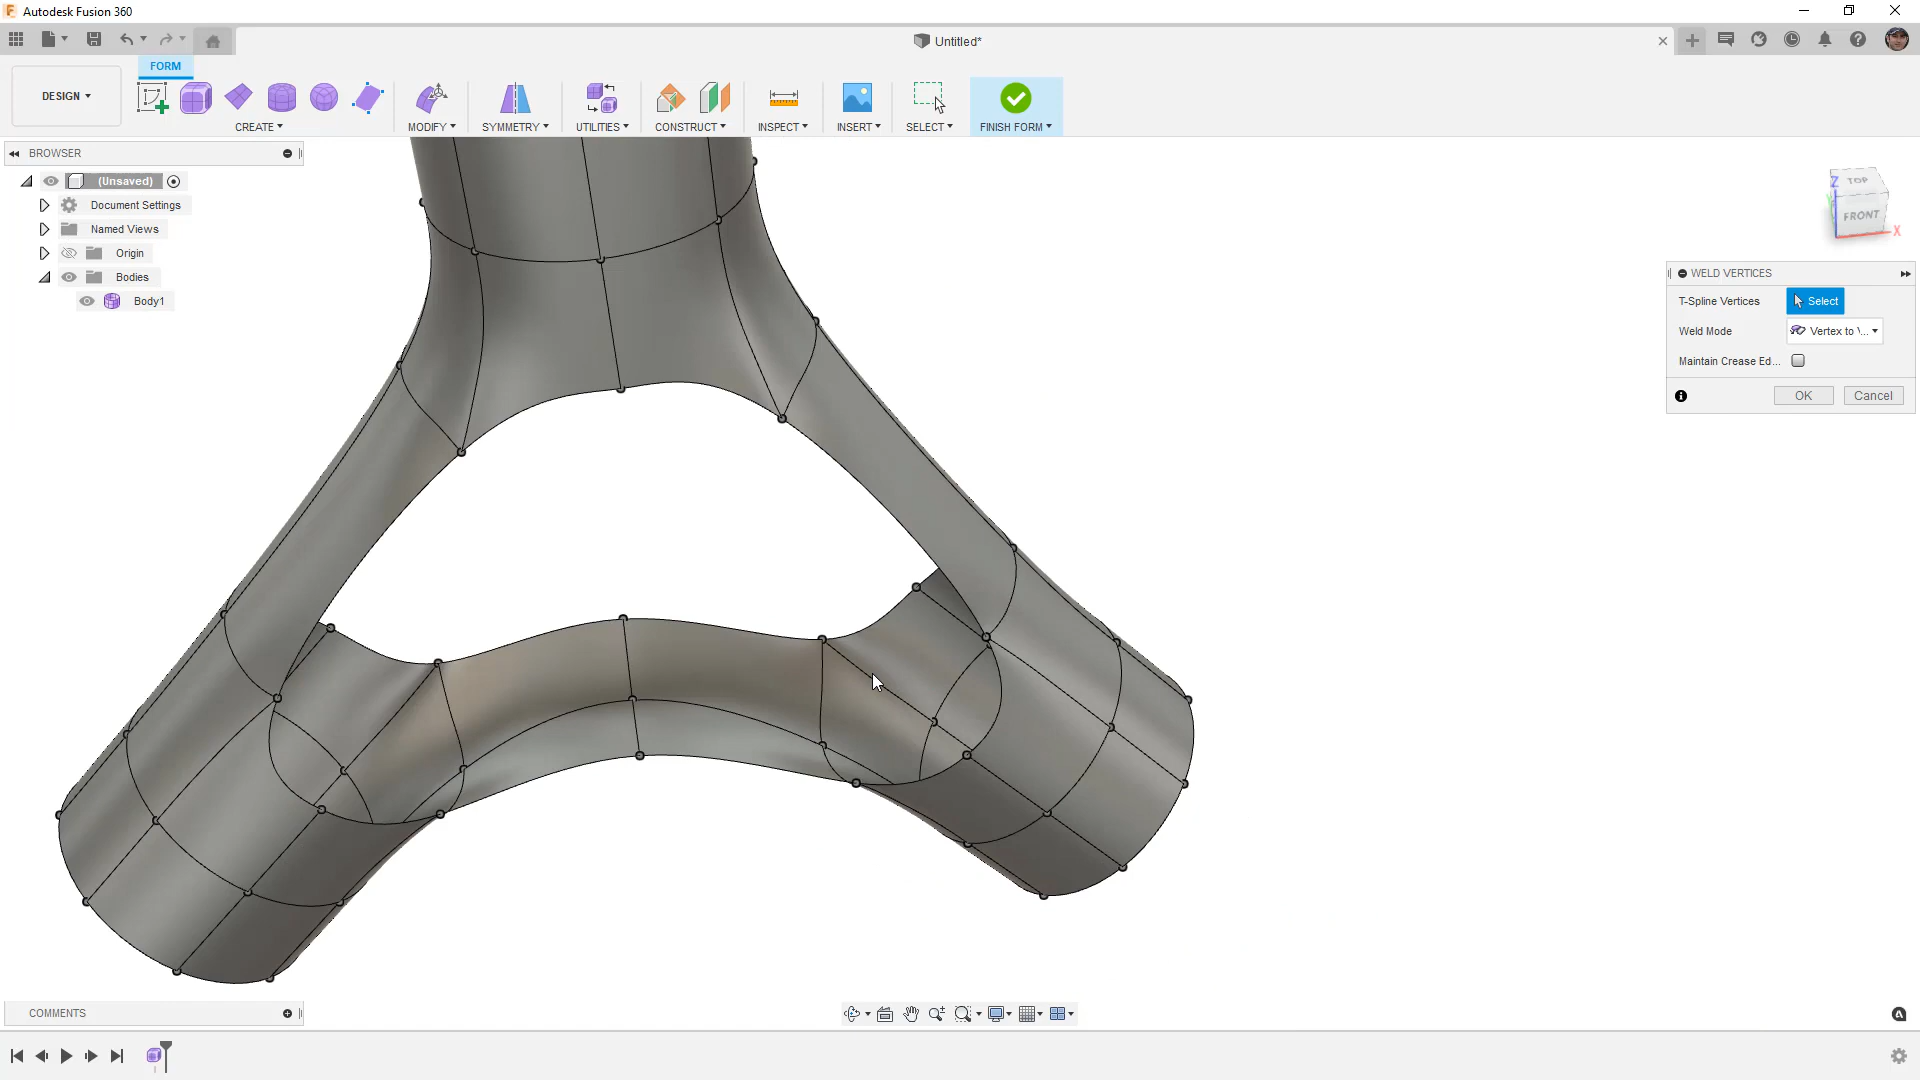 Autodesk Fusion 360
Untitled*
FORM
DESIGN
CREATE
MODIFY
SYMMETRY
UTILITIES
CONSTRUCT
INSPECT
INSERT
SELECT
FINISH FORM
BROWSER
(Unsaved)
Document Settings
Named Views
Origin
Bodies
Body1
TOP
Z
FRONT
X
WELD VERTICES
T-Spline Vertices
Select
Weld Mode
Vertex to \...
Maintain Crease Ed...
OK
Cancel
COMMENTS